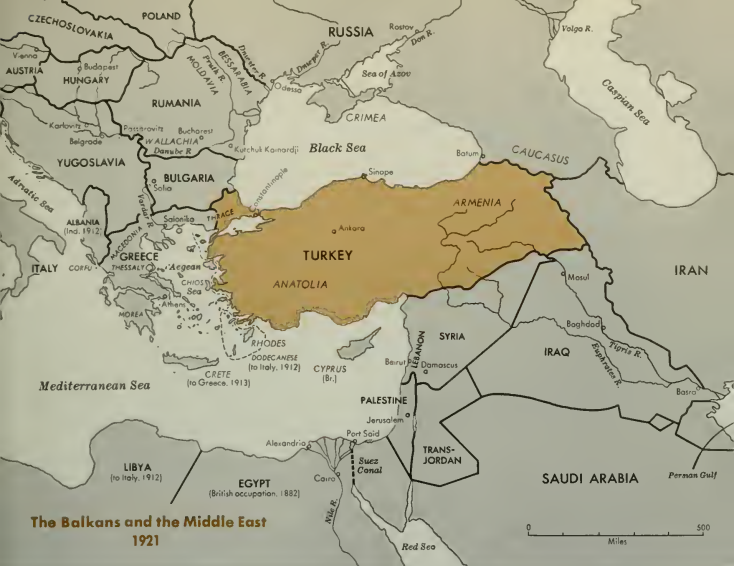 POLAND
CZECHOSLOVAKIA
RUSSIA
Rostov
Don R.
Volga R.
Vienna
Budapest
AUSTRIA
HUNGARY
Dniester R.
Dnieper R.
BESSARABIA
Pruth R.
MOLDAVIA
Odessa
Sea of Azov
Caspian Sea
RUMANIA
CRIMEA
Karlovitz
Belgrade
Passarovitz
Bucharest
WALLACHIA
Danube R.
Kutchuk Kainardji
Black Sea
Batum
CAUCASUS
YUGOSLAVIA
BULGARIA
Sofia
Constantinople
Sinope
Adriatic Sea
ALBANIA
(Ind. 1912)
Vardar R.
MACEDONIA
Salonika
THRACE
ARMENIA
Ankara
ITALY
CORFU
GREECE
THESSALY
Aegean
Sea
CHIOS
Athens
MOREA
TURKEY
ANATOLIA
IRAN
Mosul
RHODES
DODECANESE
(to Italy, 1912)
CRETE
(to Greece, 1913)
CYPRUS
(Br.)
SYRIA
LEBANON
Beirut
Damascus
Baghdad
Tigris R.
IRAQ
Euphrates R.
Basra
Mediterranean Sea
PALESTINE
Jerusalem
Port Said
Alexandria
TRANS-
JORDAN
Suez
Canal
Cairo
LIBYA
(to Italy, 1912)
EGYPT
(British occupation, 1882)
SAUDI ARABIA
Persian Gulf
Nile R.
Red Sea
The Balkans and the Middle East
1921
0 500
Miles